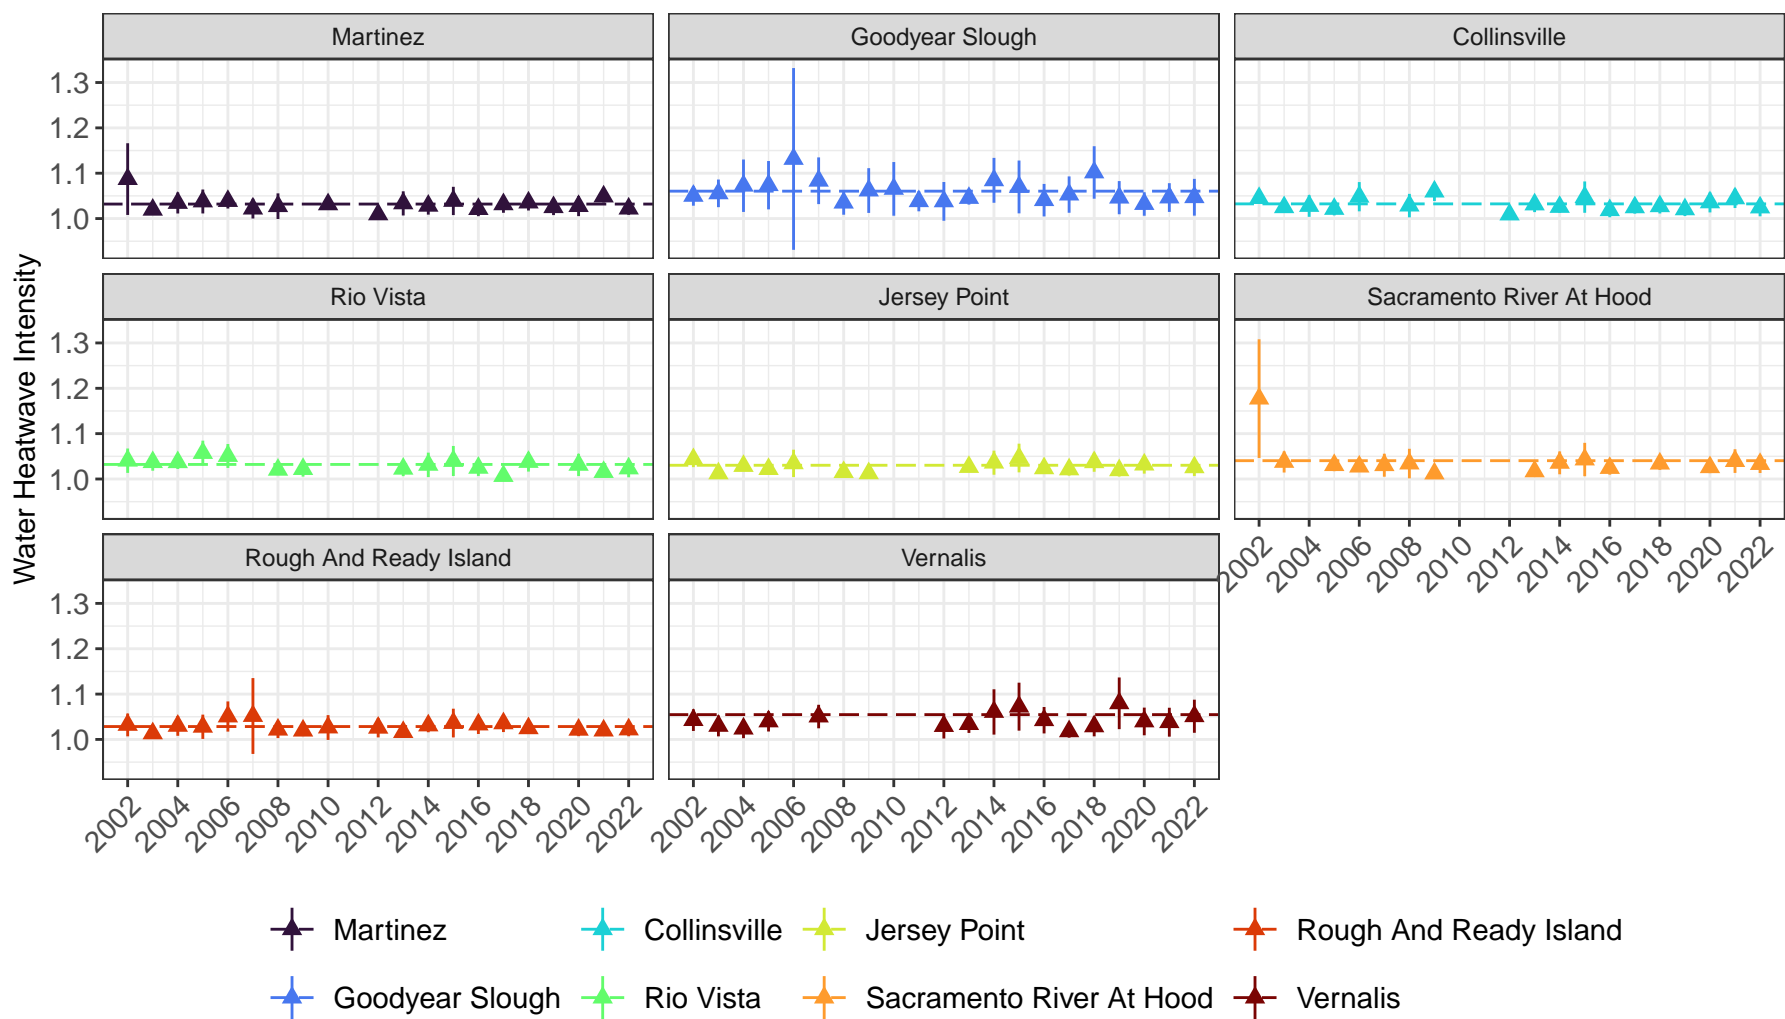 Martinez
Goodyear Slough
Collinsville
1.3
1.2
1.1
1.0
Rio Vista
Jersey Point
Sacramento River At Hood
1.3
1.2
1.1
1.0
Water Heatwave Intensity
2002 2004 2006 2008 2010 2012 2014 2016 2018 2020 2022
Rough And Ready Island
Vernalis
1.3
1.2
1.1
1.0
2002 2004 2006 2008 2010 2012 2014 2016 2018 2020 2022
2002 2004 2006 2008 2010 2012 2014 2016 2018 2020 2022
Martinez
Collinsville
Jersey Point
Rough And Ready Island
Goodyear Slough
Rio Vista
Sacramento River At Hood
Vernalis